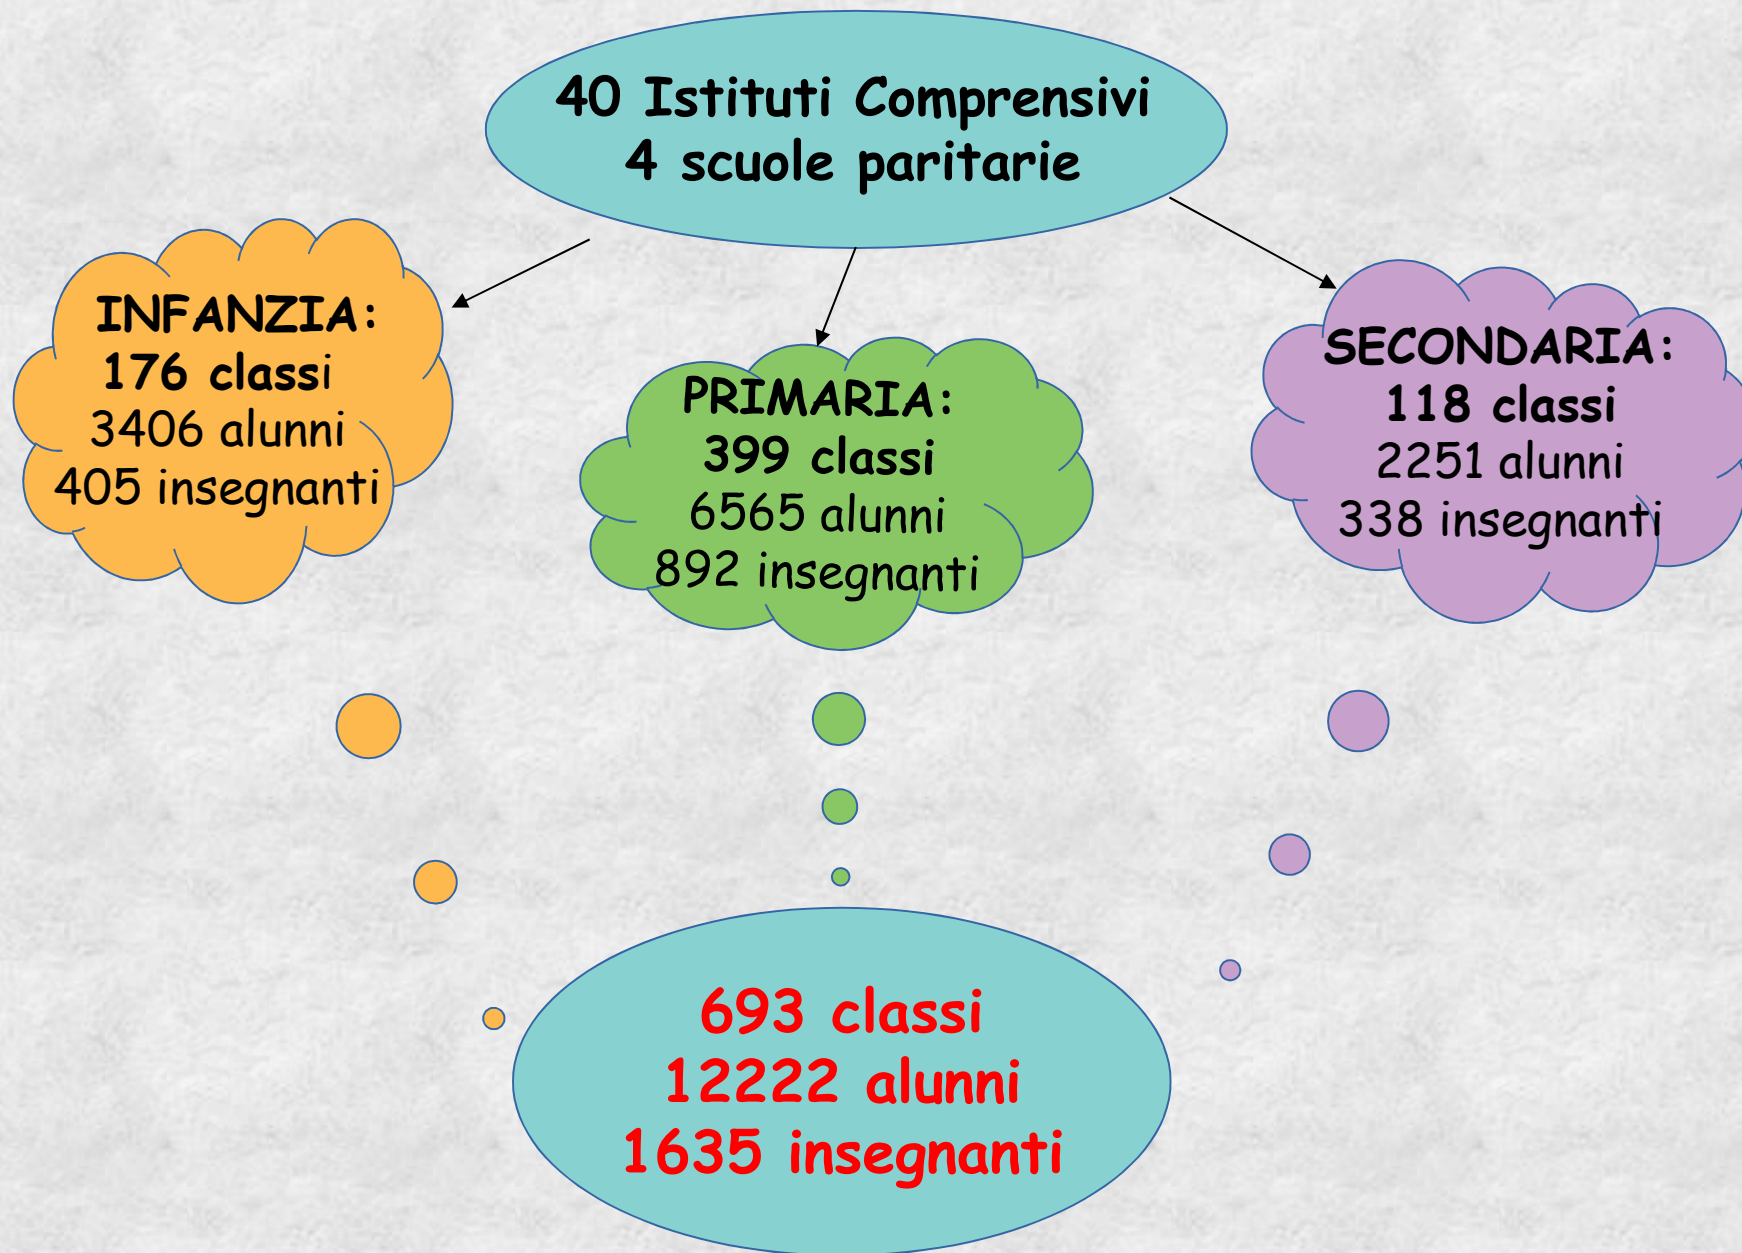 40 Istituti Comprensivi
4 scuole paritarie
INFANZIA:
176 classi
3406 alunni
405 insegnanti
PRIMARIA:
399 classi
6565 alunni
892 insegnanti
SECONDARIA:
118 classi
2251 alunni
338 insegnanti
693 classi
12222 alunni
1635 insegnanti